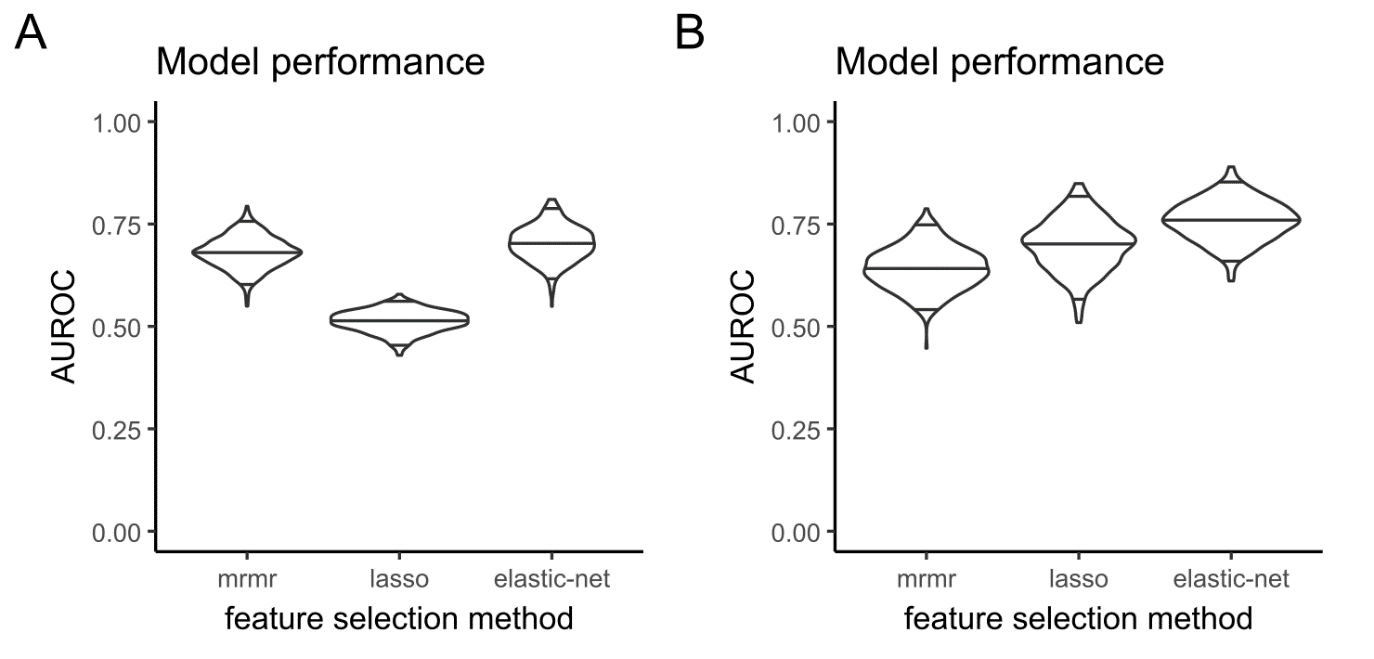 A
Model performance
AUROC
1.00
0.75
0.50
0.25
0.00
mrmr lasso elastic-net
feature selection method
B
Model performance
AUROC
1.00
0.75
0.50
0.25
0.00
mrmr lasso elastic-net
feature selection method